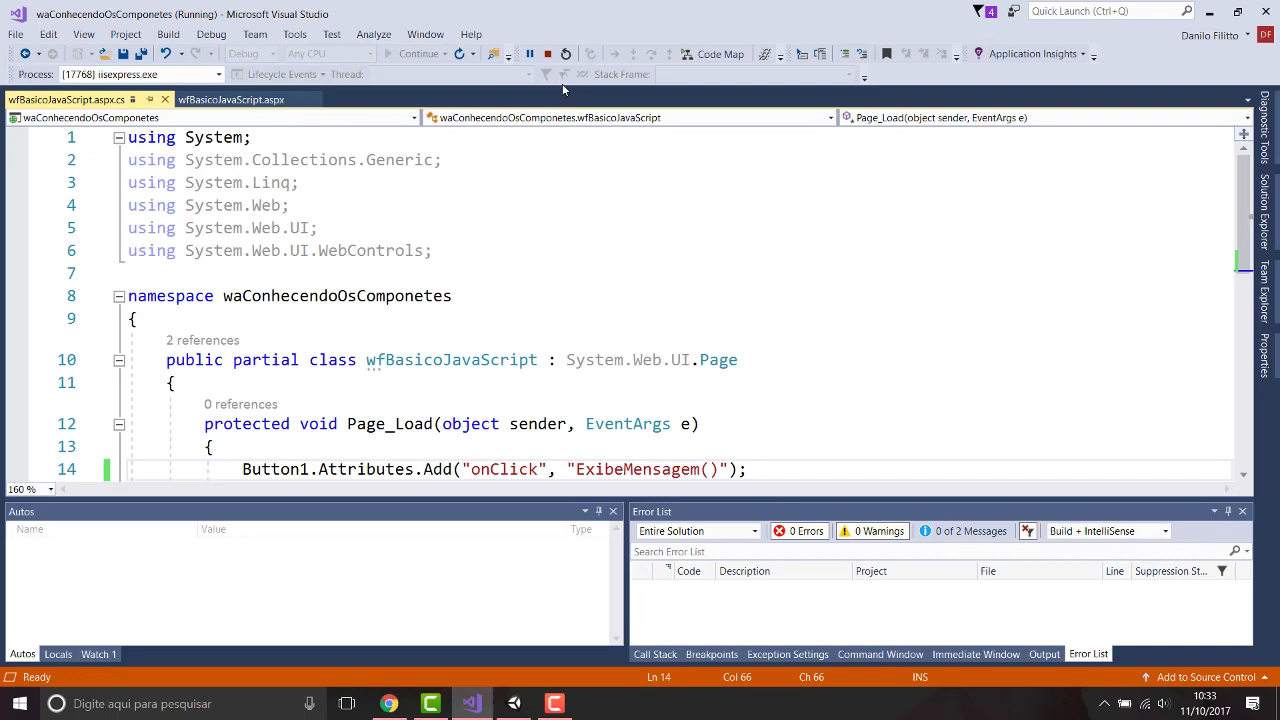 waConhecendoOsComponetes (Running) - Microsoft Visual Studio
4
Quick Launch (Ctrl+Q)
File Edit View Project Build Debug Team Tools Test Analyze Window Help
Danilo Filitto DF
Debug Any CPU Continue Code Map Application Insights
Process: [17768] iisexpress.exe Lifecycle Events Thread: Stack Frame:
wfBasicoJavaScript.aspx.cs wfBasicoJavaScript.aspx
waConhecendoOsComponetes waConhecendoOsComponetes.wfBasicoJavaScript Page_Load(object sender, EventArgs e)
1 using System;
2 using System.Collections.Generic;
3 using System.Linq;
4 using System.Web;
5 using System.Web.UI;
6 using System.Web.UI.WebControls;
7
8 namespace waConhecendoOsComponetes
9 {
2 references
10 public partial class wfBasicoJavaScript : System.Web.UI.Page
11 {
0 references
12 protected void Page_Load(object sender, EventArgs e)
13 {
14 Button1.Attributes.Add("onClick", "ExibeMensagem()");
160 %
Diagnostic Tools
Solution Explorer
Team Explorer
Properties
Autos
Name Value Type
Autos Locals Watch 1
Error List
Entire Solution 0 Errors 0 Warnings 0 of 2 Messages Build + IntelliSense
Search Error List
Code Description Project File Line Suppression St...
Call Stack Breakpoints Exception Settings Command Window Immediate Window Output Error List
Ready Ln 14 Col 66 Ch 66 INS Add to Source Control
Digite aqui para pesquisar
10:33
11/10/2017